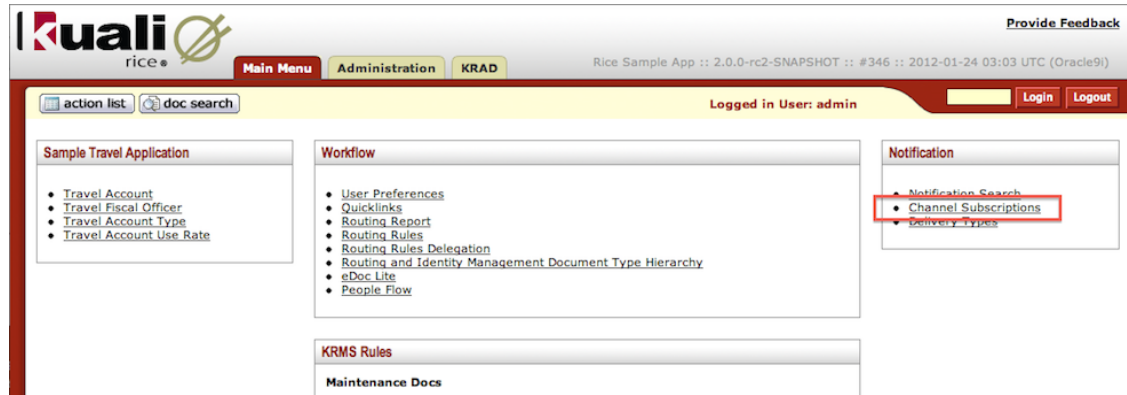 kuali
rice
Provide Feedback
Main Menu
Administration
KRAD
Rice Sample App :: 2.0.0-rc2-SNAPSHOT :: #346 :: 2012-01-24 03:03 UTC (Oracle9i)
action list
doc search
Logged in User: admin
Login
Logout
Sample Travel Application
Travel Account
Travel Fiscal Officer
Travel Account Type
Travel Account Use Rate
Workflow
User Preferences
Quicklinks
Routing Report
Routing Rules
Routing Rules Delegation
Routing and Identity Management Document Type Hierarchy
eDoc Lite
People Flow
Notification
Notification Search
Channel Subscriptions
Delivery Types
KRMS Rules
Maintenance Docs